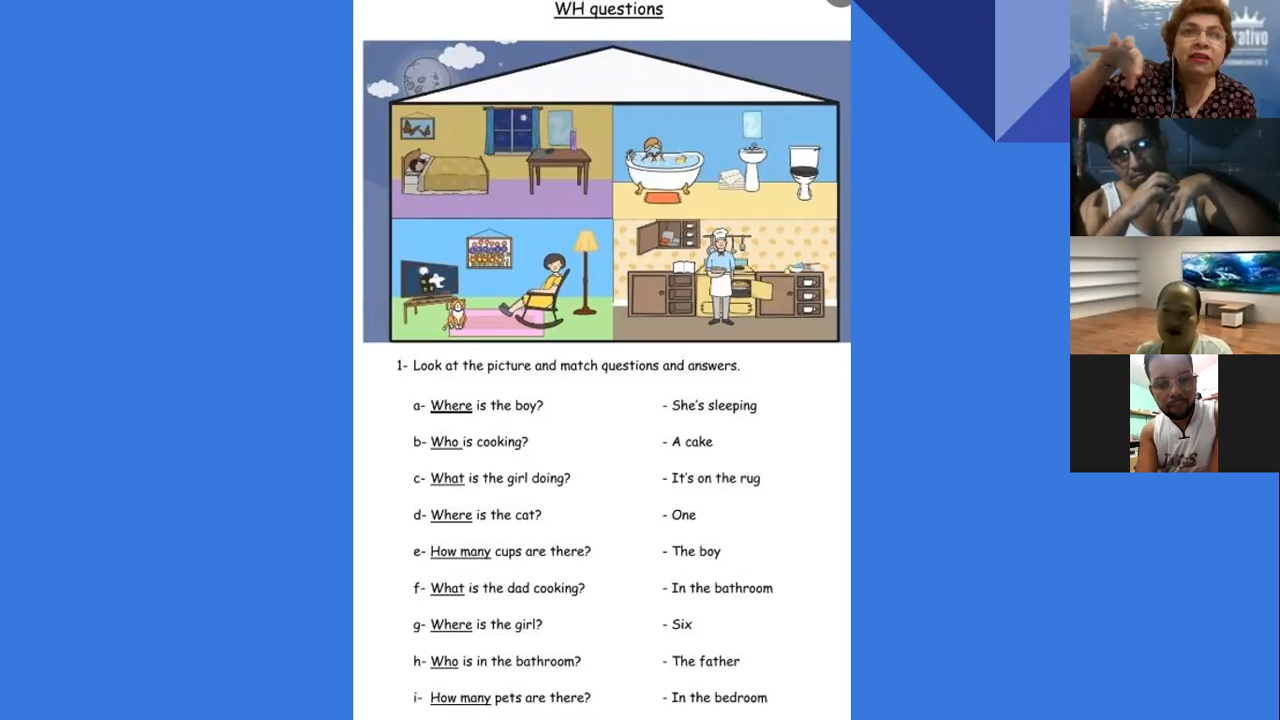 WH questions
1- Look at the picture and match questions and answers.
a- Where is the boy? - She's sleeping
b- Who is cooking? - A cake
c- What is the girl doing? - It's on the rug
d- Where is the cat? - One
e- How many cups are there? - The boy
f- What is the dad cooking? - In the bathroom
g- Where is the girl? - Six
h- Who is in the bathroom? - The father
i- How many pets are there? - In the bedroom
rativo